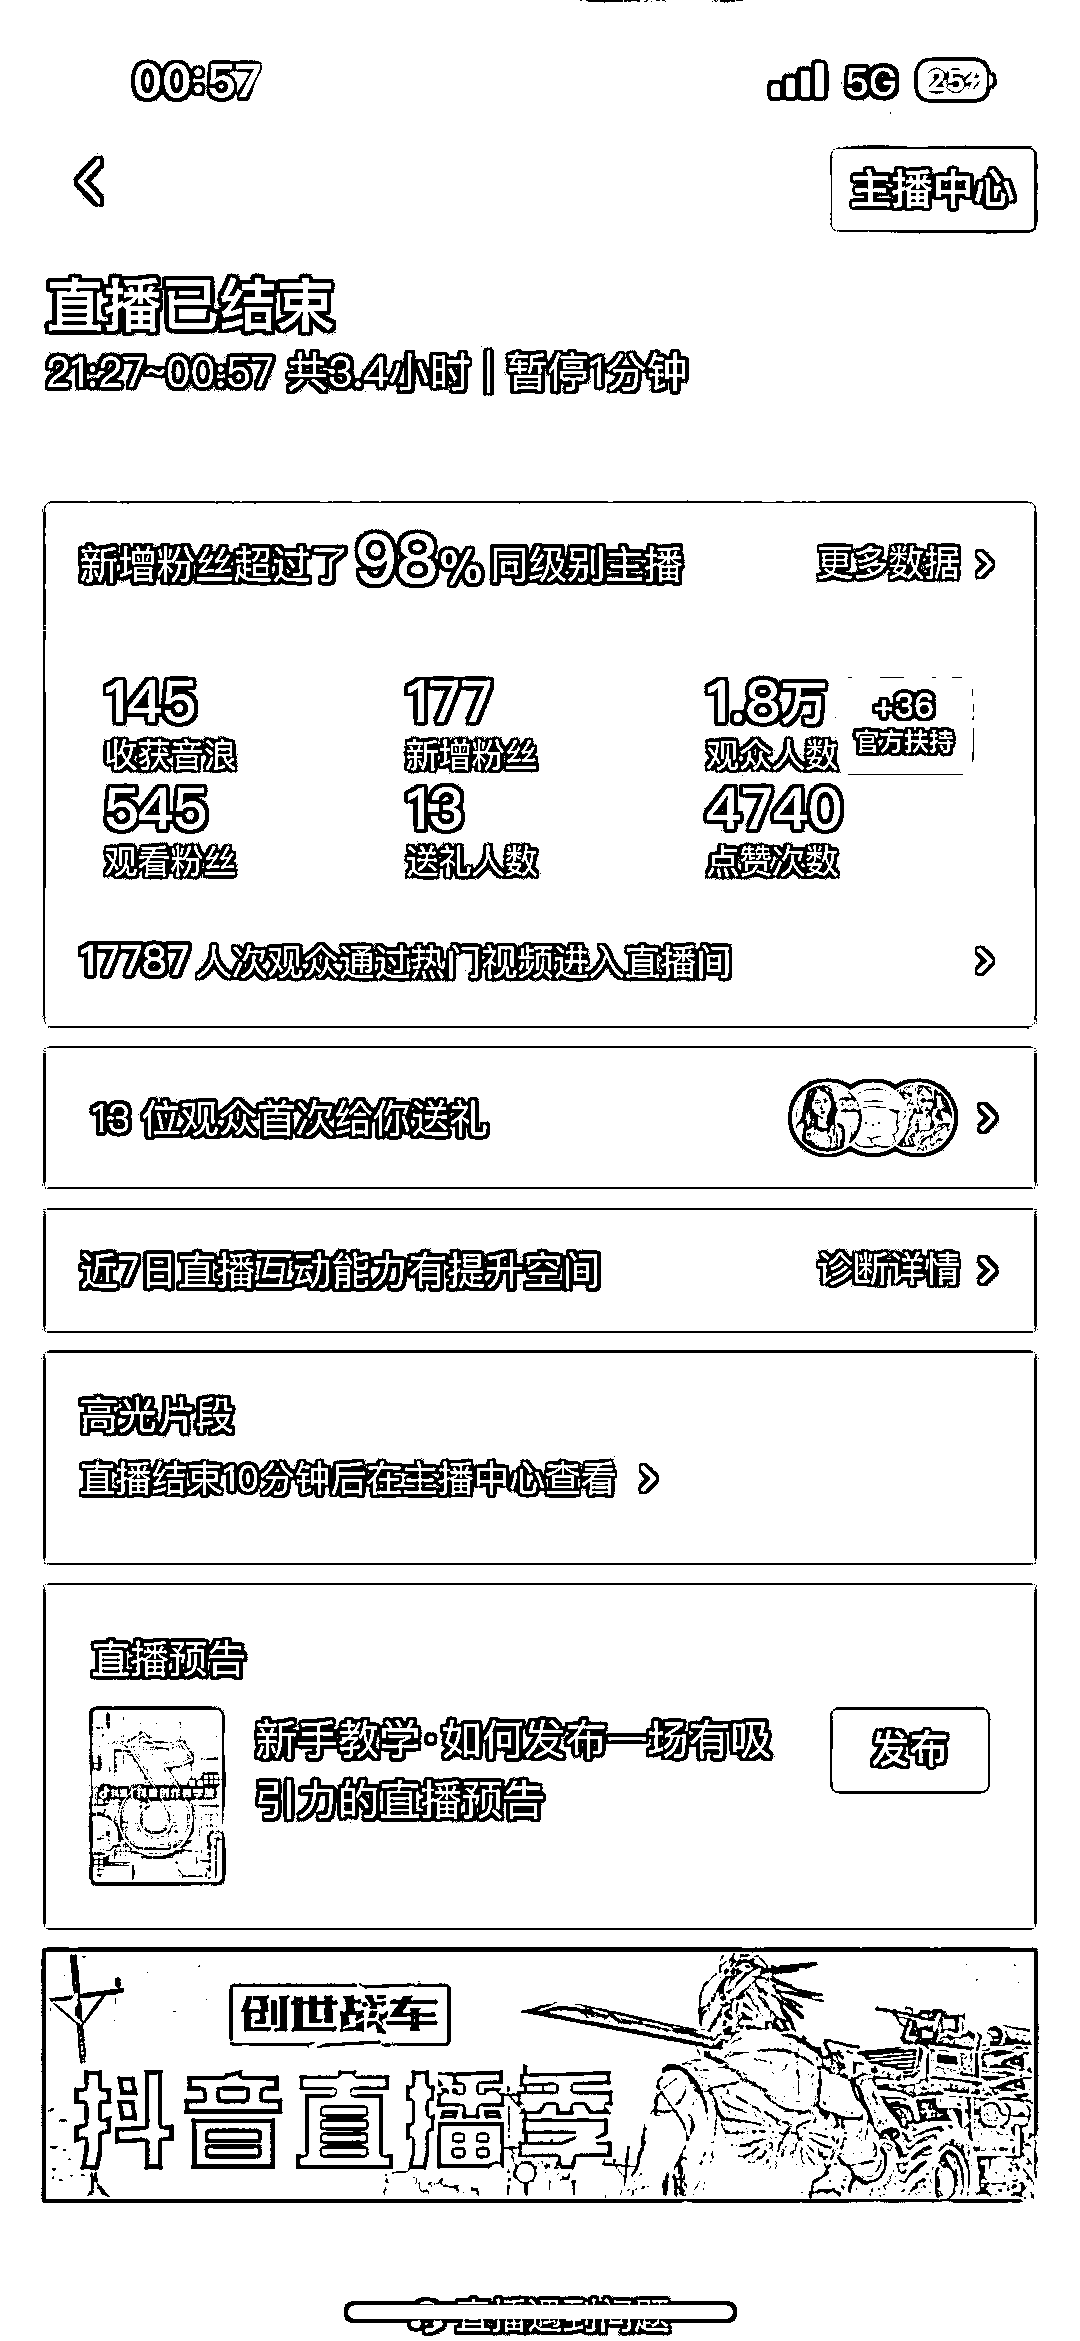 00:57 5G 25
主播中心
直播已结束
21:27~00:57 共3.4小时 | 暂停1分钟
新增粉丝超过了98%同级别主播 更多数据
145 177 1.8万 +36
收获音浪 新增粉丝 观众人数 官方扶持
545 13 4740
观看粉丝 送礼人数 点赞次数
17787 人次观众通过热门视频进入直播间
13 位观众首次给你送礼
近7日直播互动能力有提升空间 诊断详情
高光片段
直播结束10分钟后在主播中心查看
直播预告
新手教学·如何发布一场有吸 发布
引力的直播预告
创世战车
抖音直播季
直播遇到问题